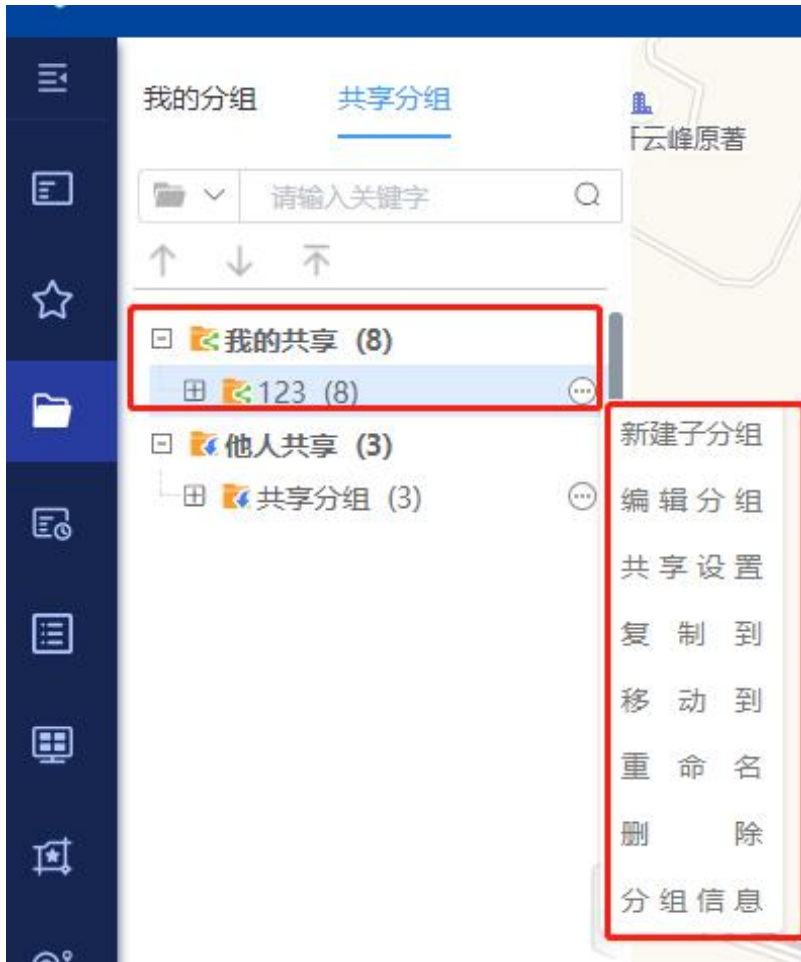 我的分组 共享分组
开云峰原著
请输入关键字
我的共享 (8)
123 (8)
他人共享 (3)
共享分组 (3)
新建子分组
编辑分组
共享设置
复制到
移动到
重命名
删除
分组信息